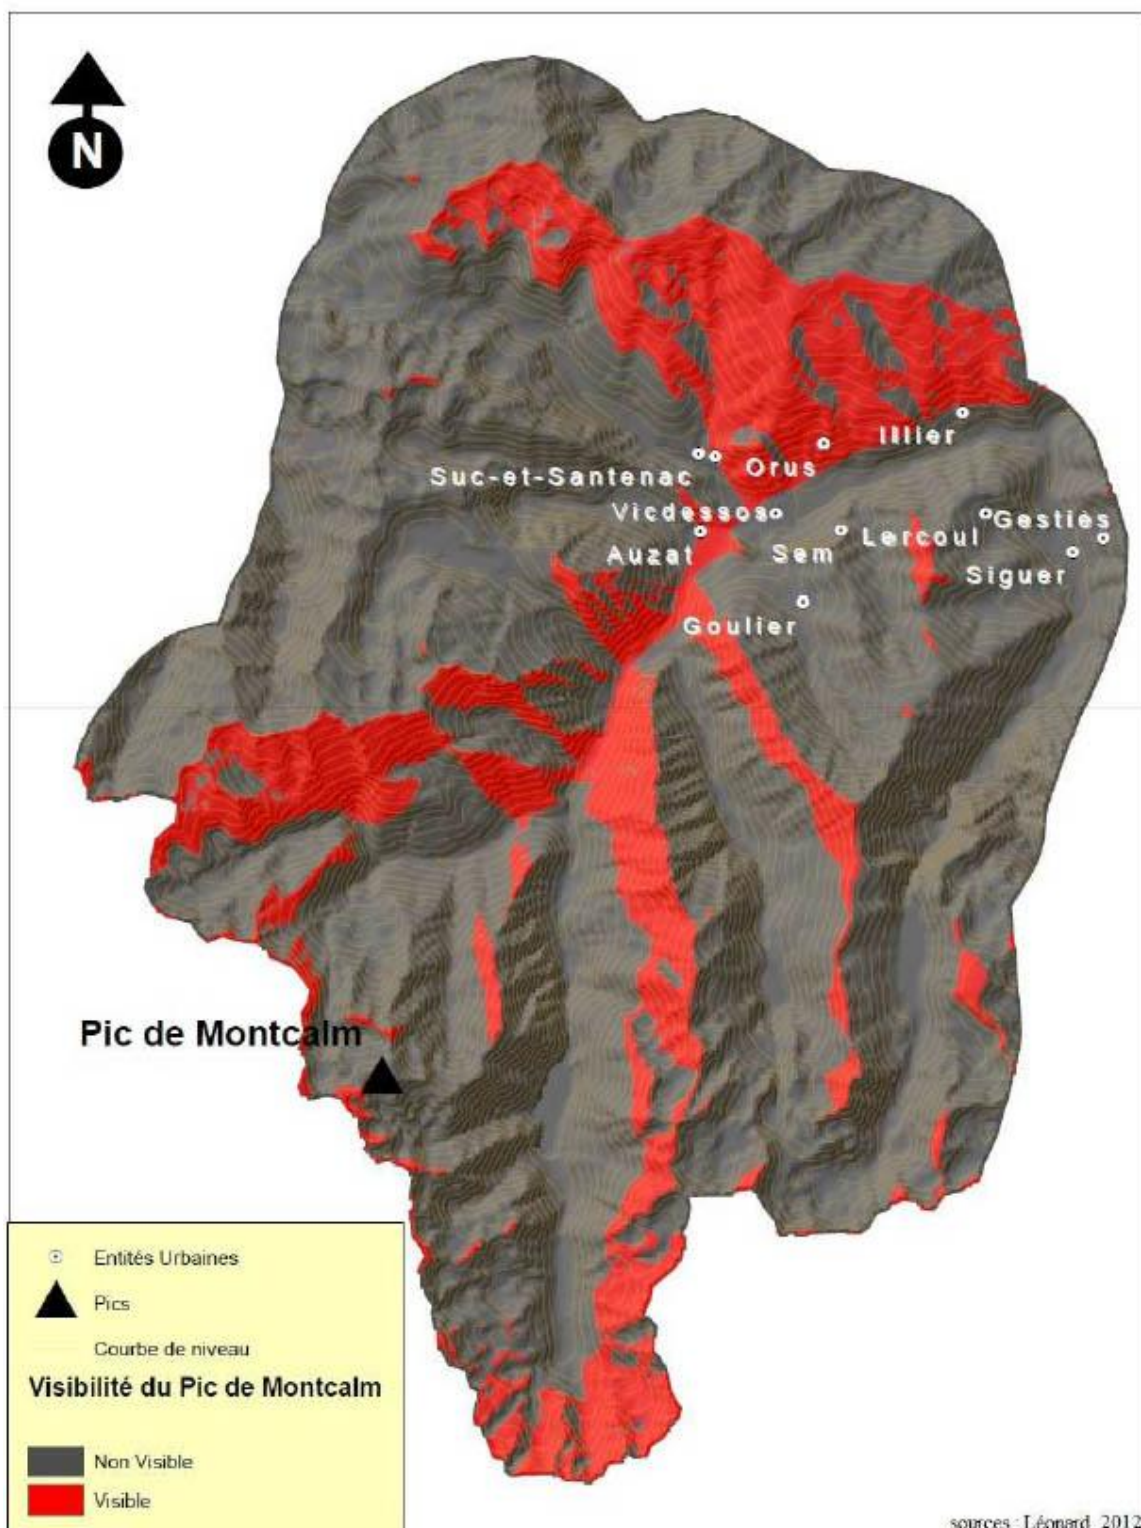 N
Illier
Orus
Suc-et-Santenac
Vicdessos
Gesties
Lercoul
Auzat
Sem
Siguer
Goulier
Pic de Montcalm
Entités Urbaines
Pics
Courbe de niveau
Visibilité du Pic de Montcalm
Non Visible
Visible
sources : Léonard 2012